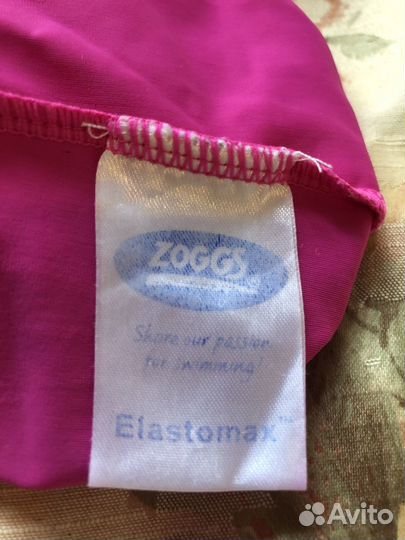 ZOGGS
Share our passion
for swimming!
Elastomax™
Avito